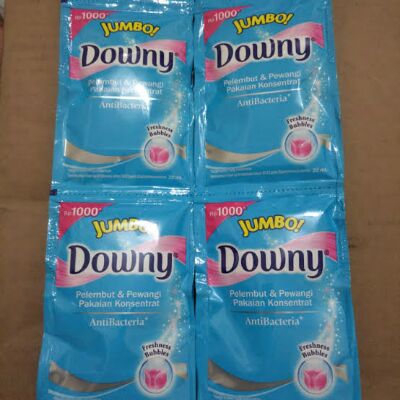 Rp1000
JUMBO!
Downy
Pelembut & Pewangi
Pakaian Konsentrat
AntiBacteria+
Freshness
Bubbles
Rp1000
JUMBO!
Downy
Pelembut & Pewangi
Pakaian Konsentrat
AntiBacteria+
Freshness
Bubbles
22 mL
Rp1000
JUMBO!
Downy®
Pelembut & Pewangi
Pakaian Konsentrat
AntiBacteria+
Freshness
Bubbles
Rp1000
JUMBO!
Downy®
Pelembut & Pewangi
Pakaian Konsentrat
AntiBacteria+
Freshness
Bubbles